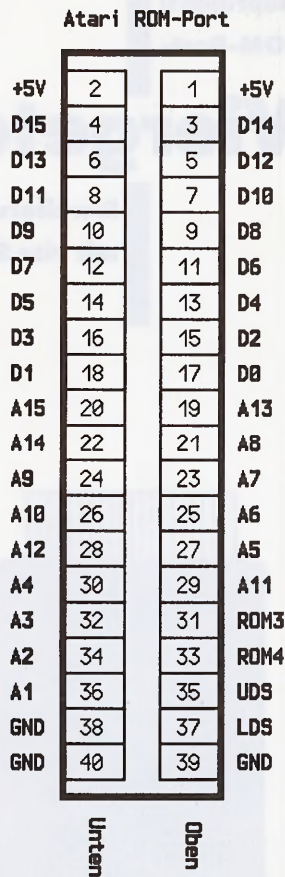 Atari ROM-Port
+5V 2 1 +5V
D15 4 3 D14
D13 6 5 D12
D11 8 7 D10
D9 10 9 D8
D7 12 11 D6
D5 14 13 D4
D3 16 15 D2
D1 18 17 D0
A15 20 19 A13
A14 22 21 A8
A9 24 23 A7
A10 26 25 A6
A12 28 27 A5
A4 30 29 A11
A3 32 31 ROM3
A2 34 33 ROM4
A1 36 35 UDS
GND 38 37 LDS
GND 40 39 GND
Unten Oben